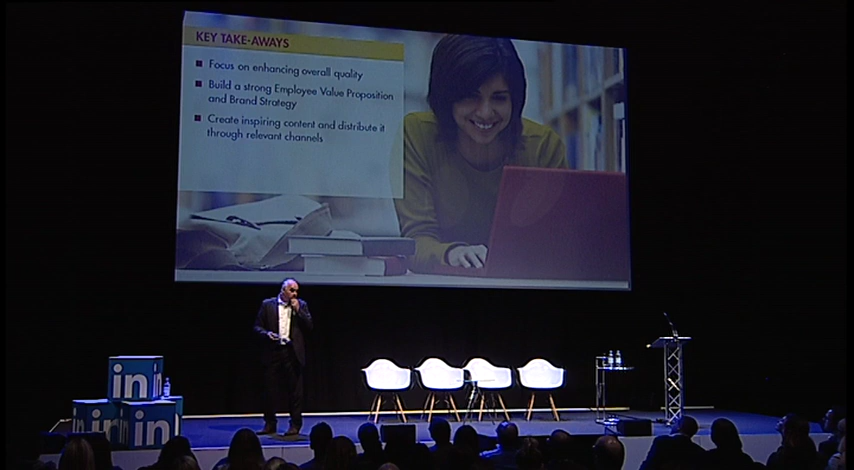 KEY TAKE-AWAYS
■ Focus on enhancing overall quality
■ Build a strong Employee Value Proposition
and Brand Strategy
■ Create inspiring content and distribute it
through relevant channels
in
in
in
in